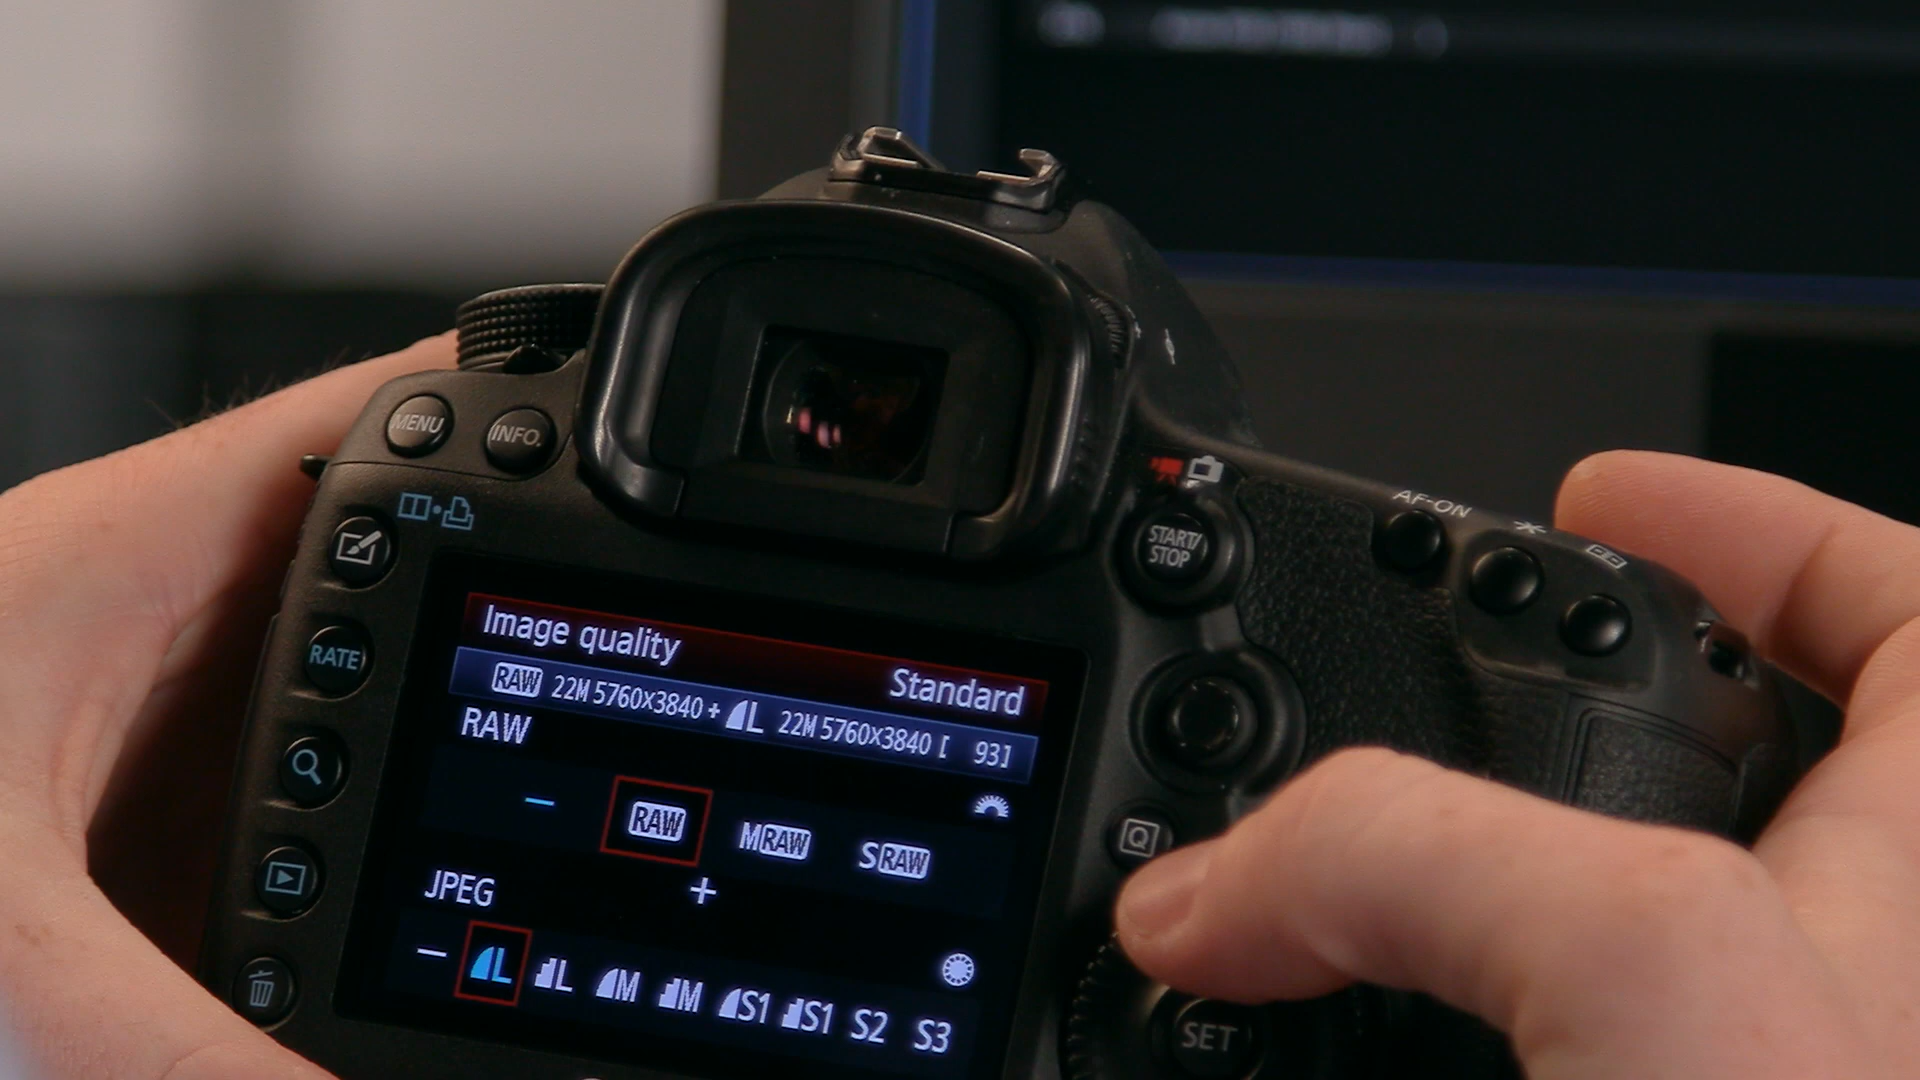 MENU
INFO.
START/
STOP
AF-ON
RATE
Image quality
Standard
RAW 22M 5760x3840 + L 22M 5760x3840 [ 93]
RAW
– RAW MRAW SRAW
+
JPEG
– L L M M S1 S1 S2 S3
Q
SET